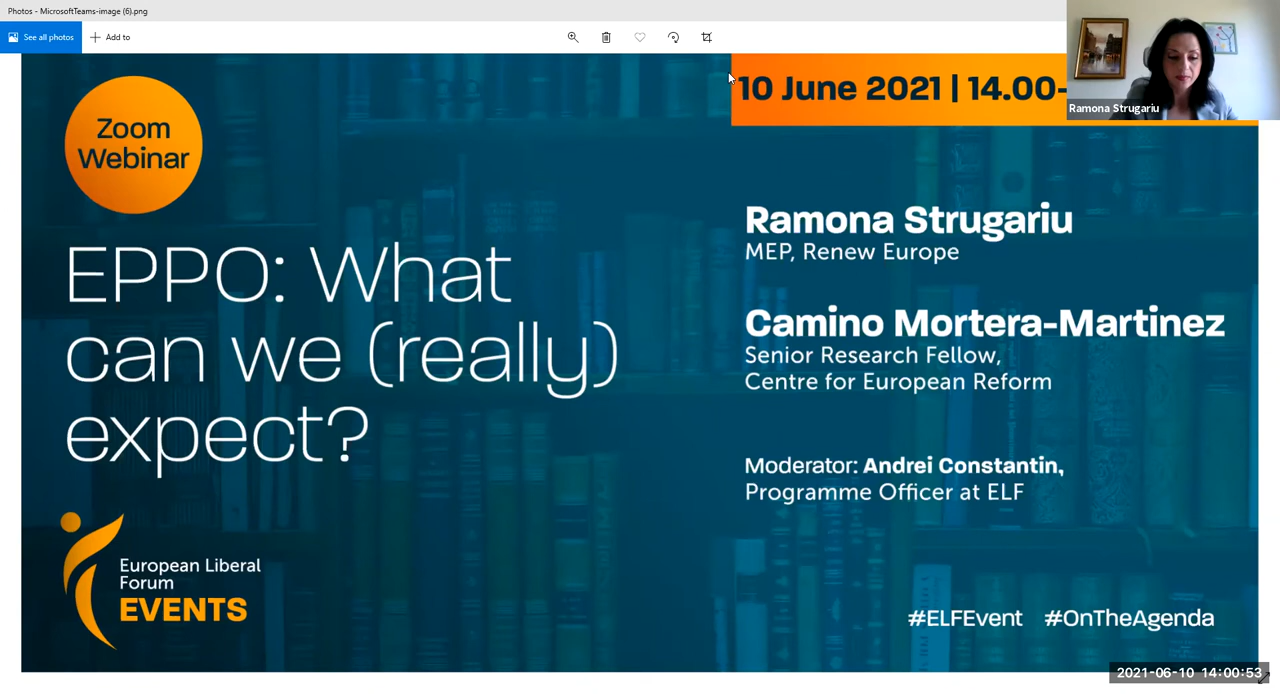 Photos - MicrosoftTeams-image (6).png
See all photos
Add to
Zoom
Webinar
10 June 2021 | 14.00-
Ramona Strugariu
EPPO: What
can we (really)
expect?
Ramona Strugariu
MEP, Renew Europe
Camino Mortera-Martinez
Senior Research Fellow,
Centre for European Reform
Moderator: Andrei Constantin,
Programme Officer at ELF
European Liberal
Forum
EVENTS
#ELFEvent #OnTheAgenda
2021-06-10 14:00:53